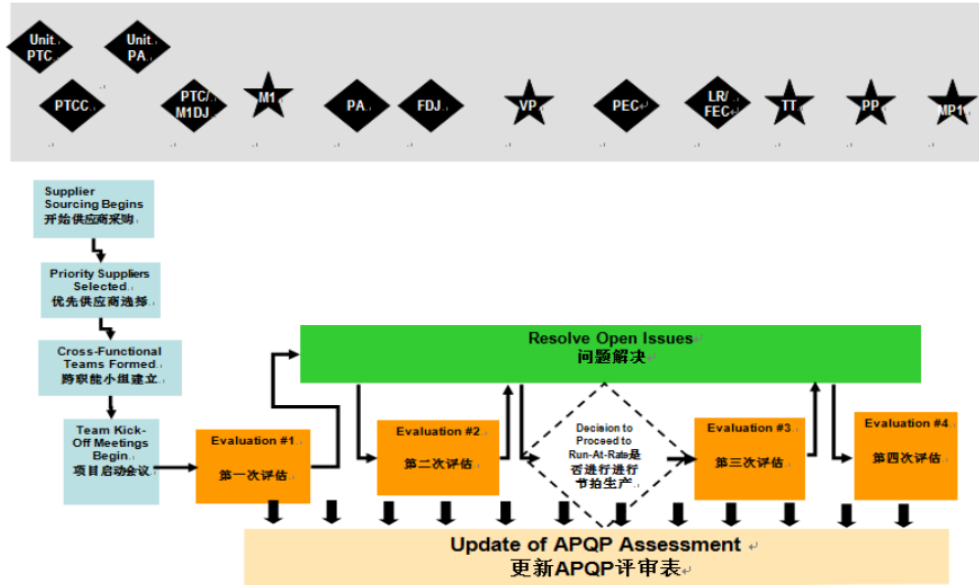 Unit
PTC
Unit
PA
PTCC
PTC/
M1DJ
M1
PA
FDJ
VP
PEC
LR/
FEC
TT
PP
MP1
Supplier
Sourcing Begins
开始供应商采购
Priority Suppliers
Selected
优先供应商选择
Cross-Functional
Teams Formed
跨职能小组建立
Team Kick-
Off Meetings
Begin
项目启动会议
Resolve Open Issues
问题解决
Evaluation #1
第一次评估
Evaluation #2
第二次评估
Decision to
Proceed to
Run-At-Rate是
否进行进行
节拍生产
Evaluation #3
第三次评估
Evaluation #4
第四次评估
Update of APQP Assessment
更新APQP评审表